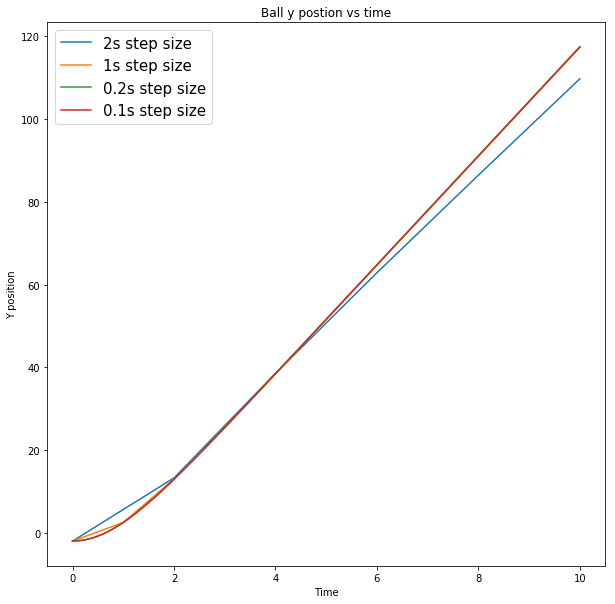 Ball y postion vs time
2s step size
1s step size
0.2s step size
0.1s step size
120
100
80
60
40
20
0
Y position
0 2 4 6 8 10
Time